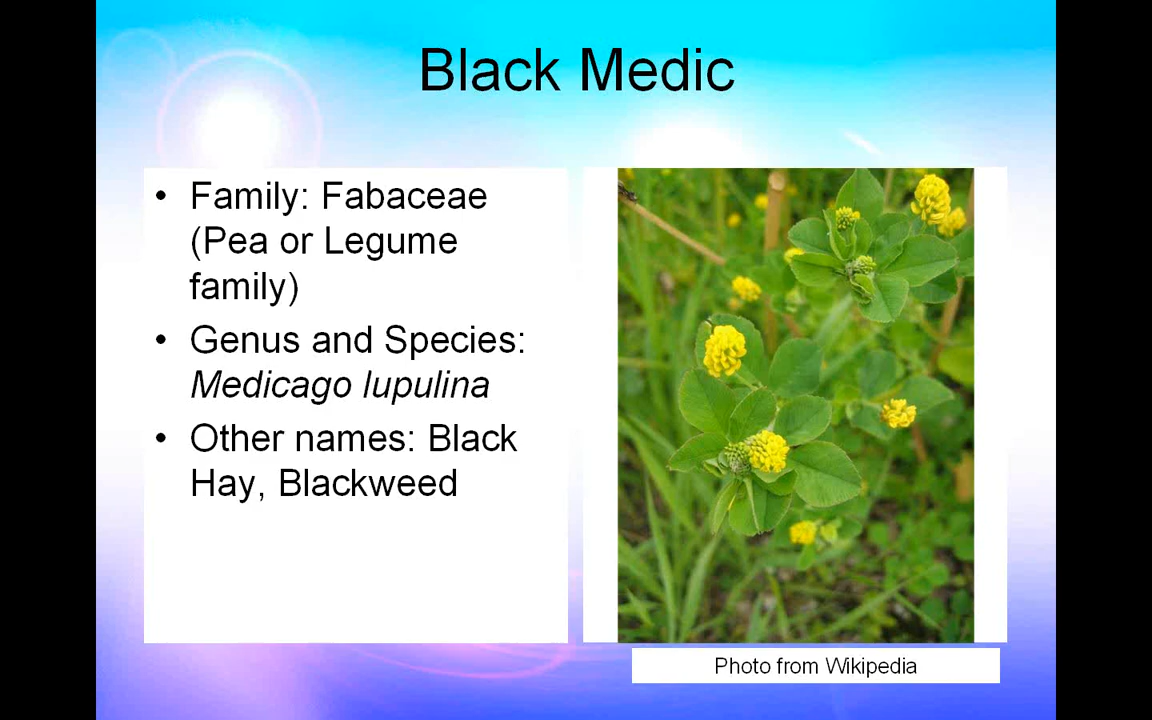 Black Medic
• Family: Fabaceae
(Pea or Legume
family)
• Genus and Species:
Medicago lupulina
• Other names: Black
Hay, Blackweed
Photo from Wikipedia